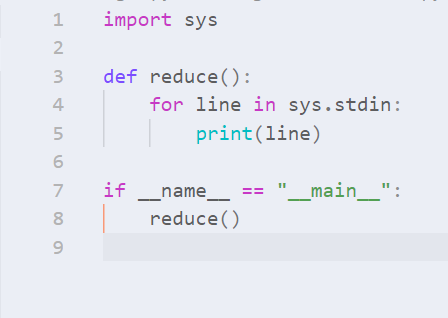 1 import sys
2
3 def reduce():
4     for line in sys.stdin:
5         print(line)
6
7 if __name__ == "__main__":
8     reduce()
9